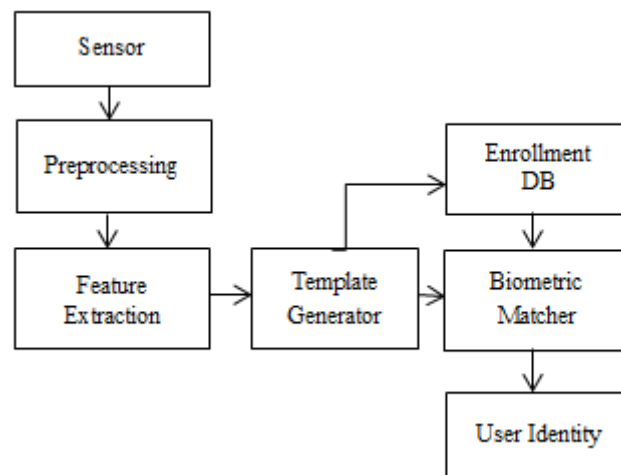 Sensor
Preprocessing
Feature
Extraction
Template
Generator
Enrollment
DB
Biometric
Matcher
User Identity